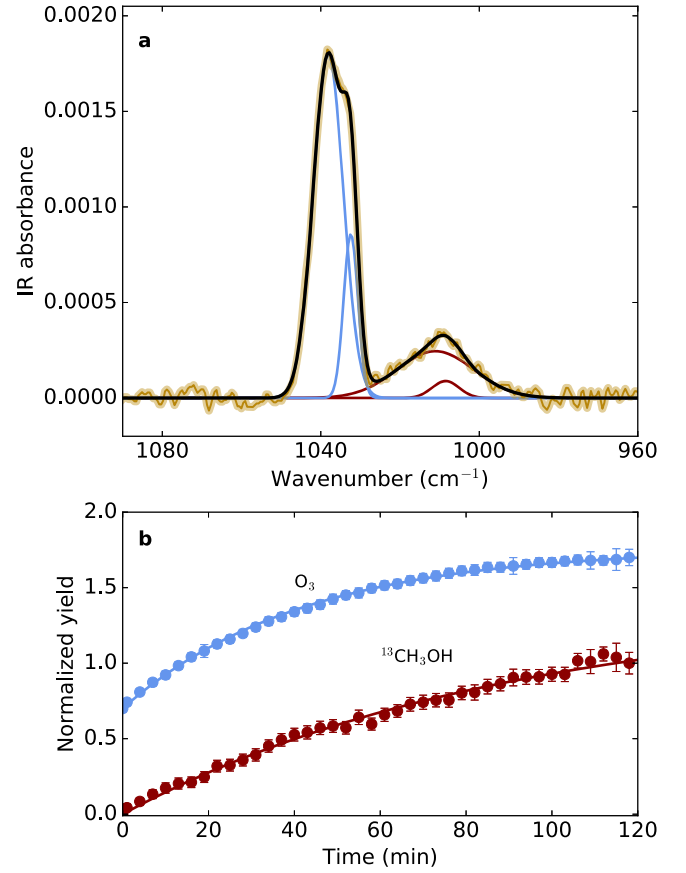 a
0.0020
0.0015
0.0010
0.0005
0.0000
IR absorbance
1080 1040 1000 960
Wavenumber (cm⁻¹)
b
2.0
1.5
1.0
0.5
0.0
Normalized yield
O₃
¹³CH₃OH
0 20 40 60 80 100 120
Time (min)